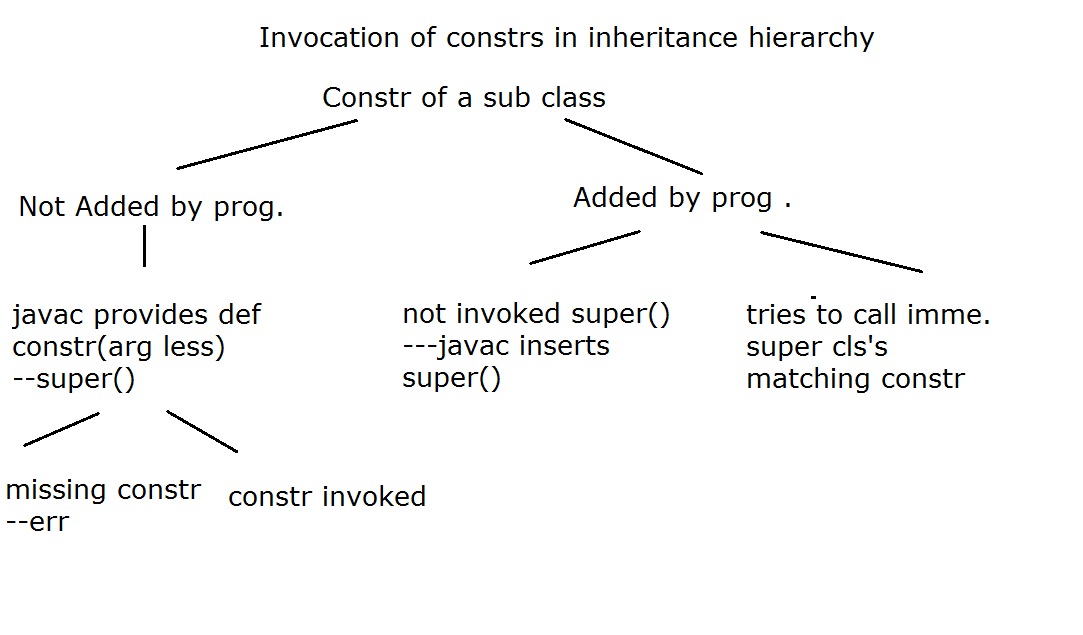 Invocation of constrs in inheritance hierarchy
Constr of a sub class
Not Added by prog.
Added by prog .
javac provides def
constr(arg less)
--super()
not invoked super()
---javac inserts
super()
tries to call imme.
super cls's
matching constr
missing constr
--err
constr invoked